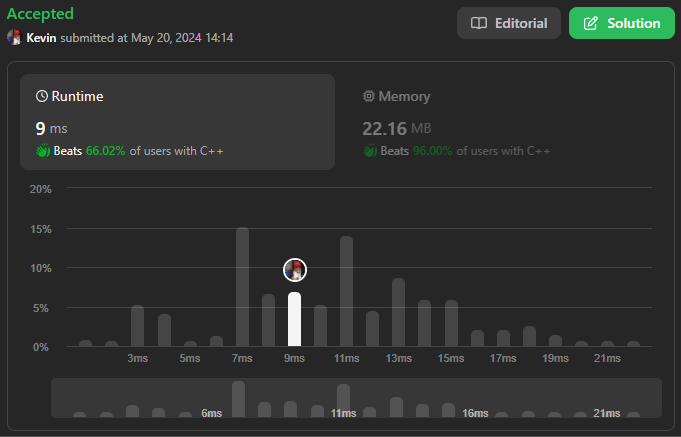 Accepted
Kevin submitted at May 20, 2024 14:14
Editorial
Solution
Runtime
9 ms
Beats 66.02% of users with C++
Memory
22.16 MB
Beats 96.00% of users with C++
20%
15%
10%
5%
0%
3ms 5ms 7ms 9ms 11ms 13ms 15ms 17ms 19ms 21ms
6ms 11ms 16ms 21ms